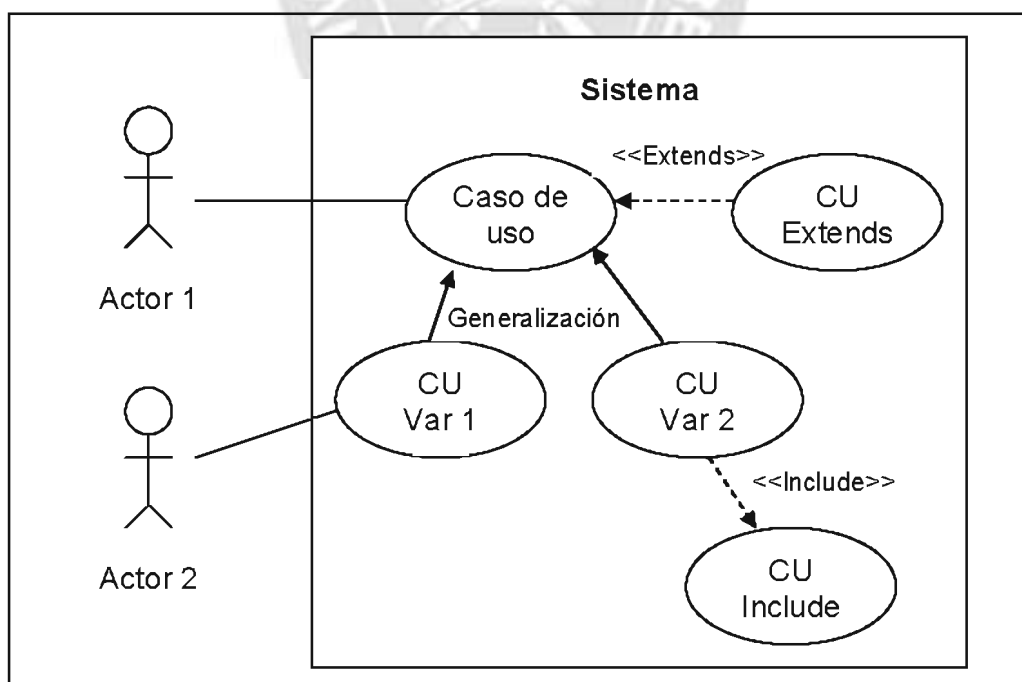 Sistema
<<Extends>>
Caso de
uso
CU
Extends
Actor 1
Generalización
CU
Var 1
CU
Var 2
<<Include>>
Actor 2
CU
Include